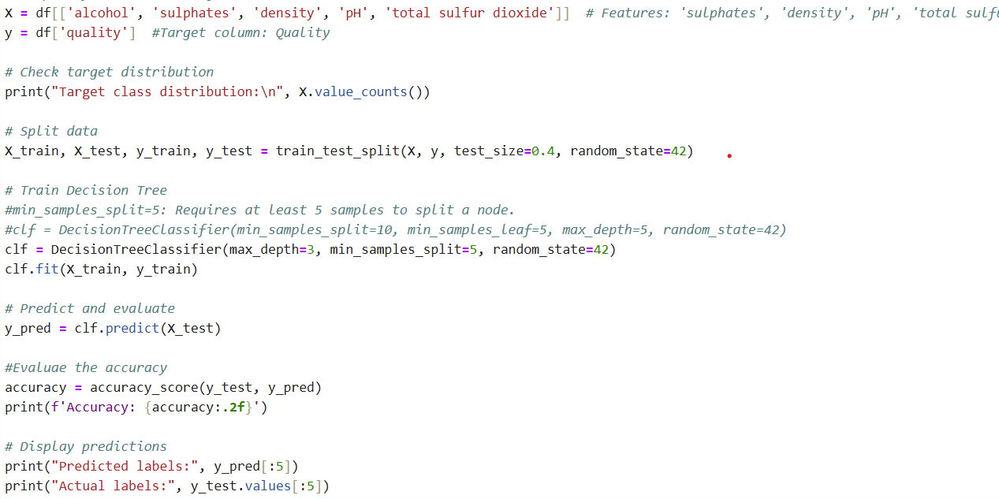 X = df[['alcohol', 'sulphates', 'density', 'pH', 'total sulfur dioxide']]  # Features: 'sulphates', 'density', 'pH', 'total
y = df['quality']  #Target column: Quality
# Check target distribution
print("Target class distribution:\n", X.value_counts())
# Split data
X_train, X_test, y_train, y_test = train_test_split(X, y, test_size=0.4, random_state=42)
# Train Decision Tree
#min_samples_split=5: Requires at least 5 samples to split a node.
#clf = DecisionTreeClassifier(min_samples_split=10, min_samples_leaf=5, max_depth=5, random_state=42)
clf = DecisionTreeClassifier(max_depth=3, min_samples_split=5, random_state=42)
clf.fit(X_train, y_train)
# Predict and evaluate
y_pred = clf.predict(X_test)
#Evaluae the accuracy
accuracy = accuracy_score(y_test, y_pred)
print(f'Accuracy: {accuracy:.2f}')
# Display predictions
print("Predicted labels:", y_pred[:5])
print("Actual labels:", y_test.values[:5])